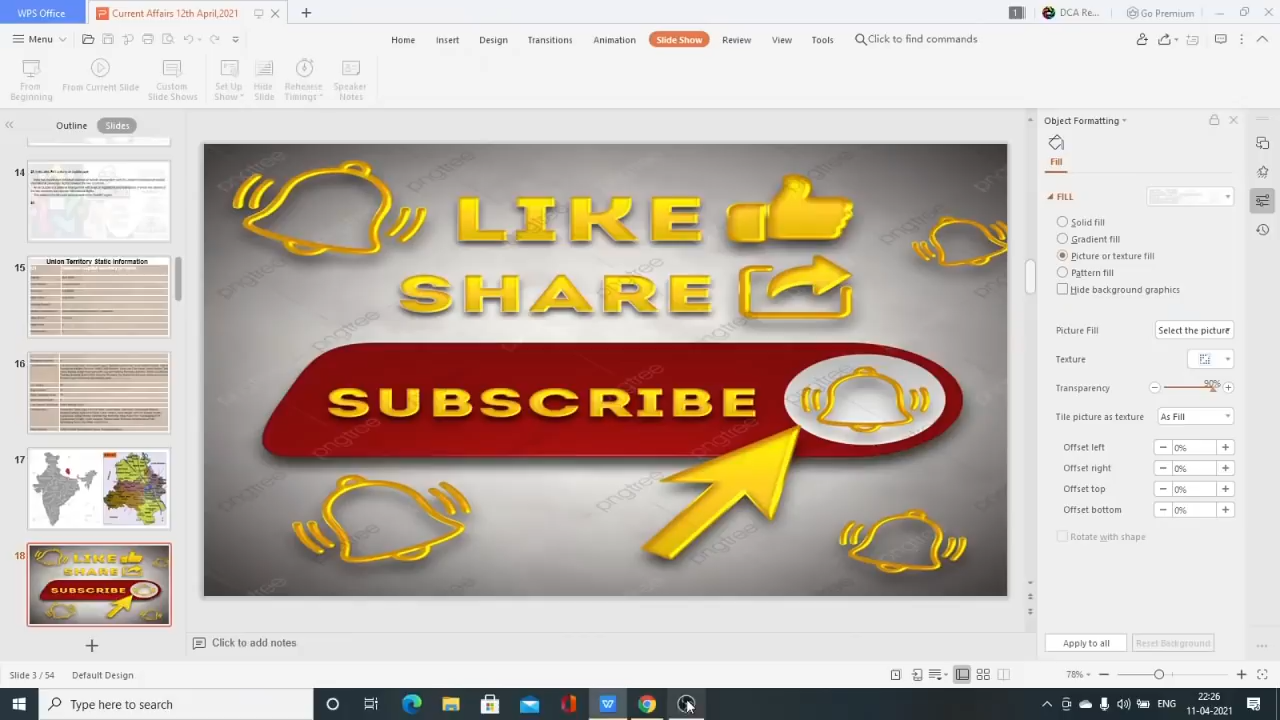 WPS Office
Current Affairs 12th April,2021
1
DCA Re...
Go Premium
Menu
Home
Insert
Design
Transitions
Animation
Slide Show
Review
View
Tools
Click to find commands
From Beginning
From Current Slide
Custom Slide Shows
Set Up Show
Hide Slide
Rehearse Timings
Speaker Notes
Outline
Slides
14
15
Union Territory Static Information
16
17
18
LIKE
SHARE
SUBSCRIBE
LIKE
SHARE
SUBSCRIBE
pngtree
Object Formatting
Fill
FILL
Solid fill
Gradient fill
Picture or texture fill
Pattern fill
Hide background graphics
Picture Fill
Select the picture
Texture
Transparency
90%
Tile picture as texture
As Fill
Offset left
0%
Offset right
0%
Offset top
0%
Offset bottom
0%
Rotate with shape
Apply to all
Reset Background
Click to add notes
Slide 3 / 54
Default Design
78%
Type here to search
ENG
22:26
11-04-2021